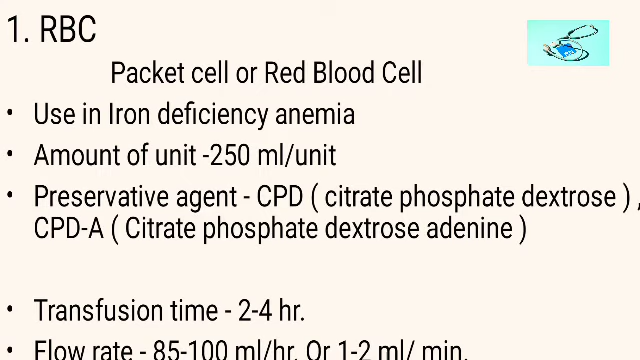 1. RBC
Packet cell or Red Blood Cell
• Use in Iron deficiency anemia
• Amount of unit -250 ml/unit
• Preservative agent - CPD ( citrate phosphate dextrose ) ,
CPD-A ( Citrate phosphate dextrose adenine )
• Transfusion time - 2-4 hr.
• Flow rate - 85-100 ml/hr. Or 1-2 ml/ min.